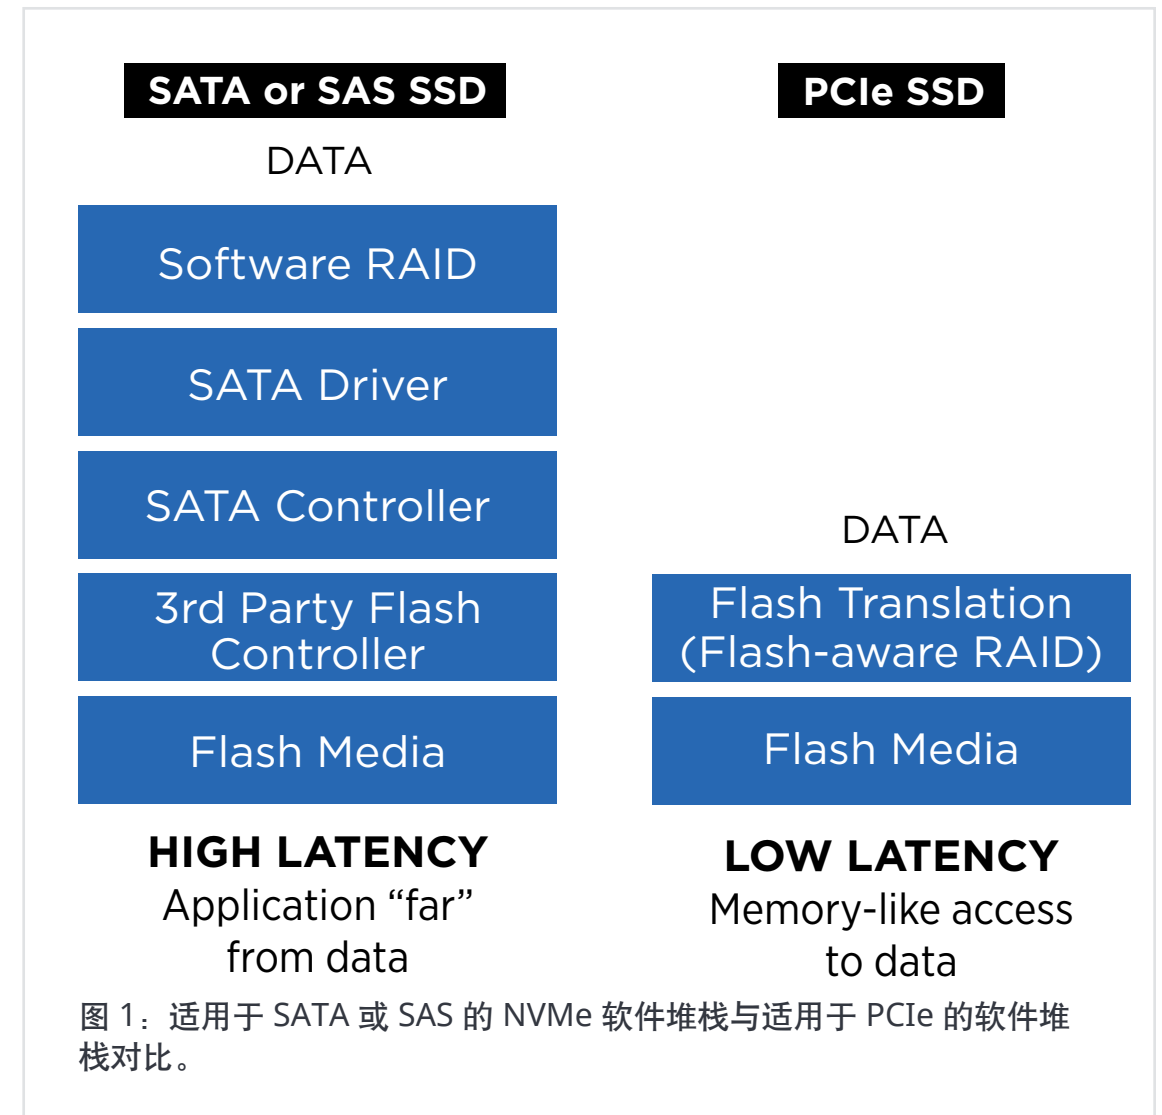 SATA or SAS SSD
DATA
Software RAID
SATA Driver
SATA Controller
3rd Party Flash
Controller
Flash Media
HIGH LATENCY
Application “far”
from data
PCIe SSD
DATA
Flash Translation
(Flash-aware RAID)
Flash Media
LOW LATENCY
Memory-like access
to data
图 1：适用于 SATA 或 SAS 的 NVMe 软件堆栈与适用于 PCIe 的软件堆
栈对比。